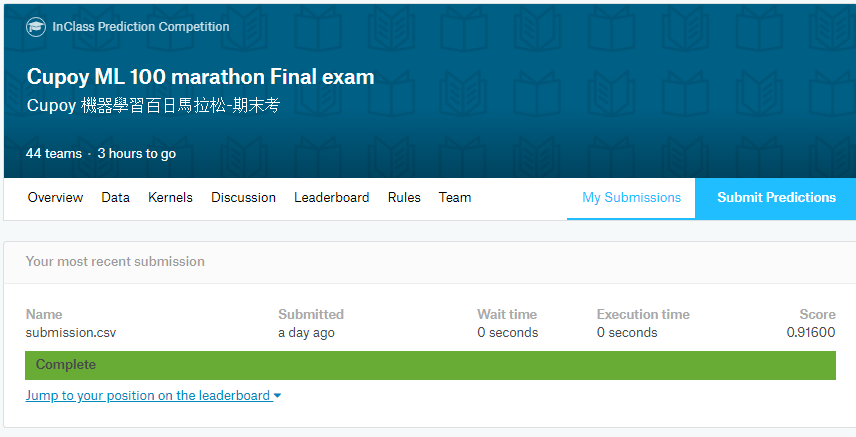 InClass Prediction Competition
Cupoy ML 100 marathon Final exam
Cupoy 機器學習百日馬拉松-期末考
44 teams · 3 hours to go
Overview Data Kernels Discussion Leaderboard Rules Team My Submissions Submit Predictions
Your most recent submission
Name Submitted Wait time Execution time Score
submission.csv a day ago 0 seconds 0 seconds 0.91600
Complete
Jump to your position on the leaderboard